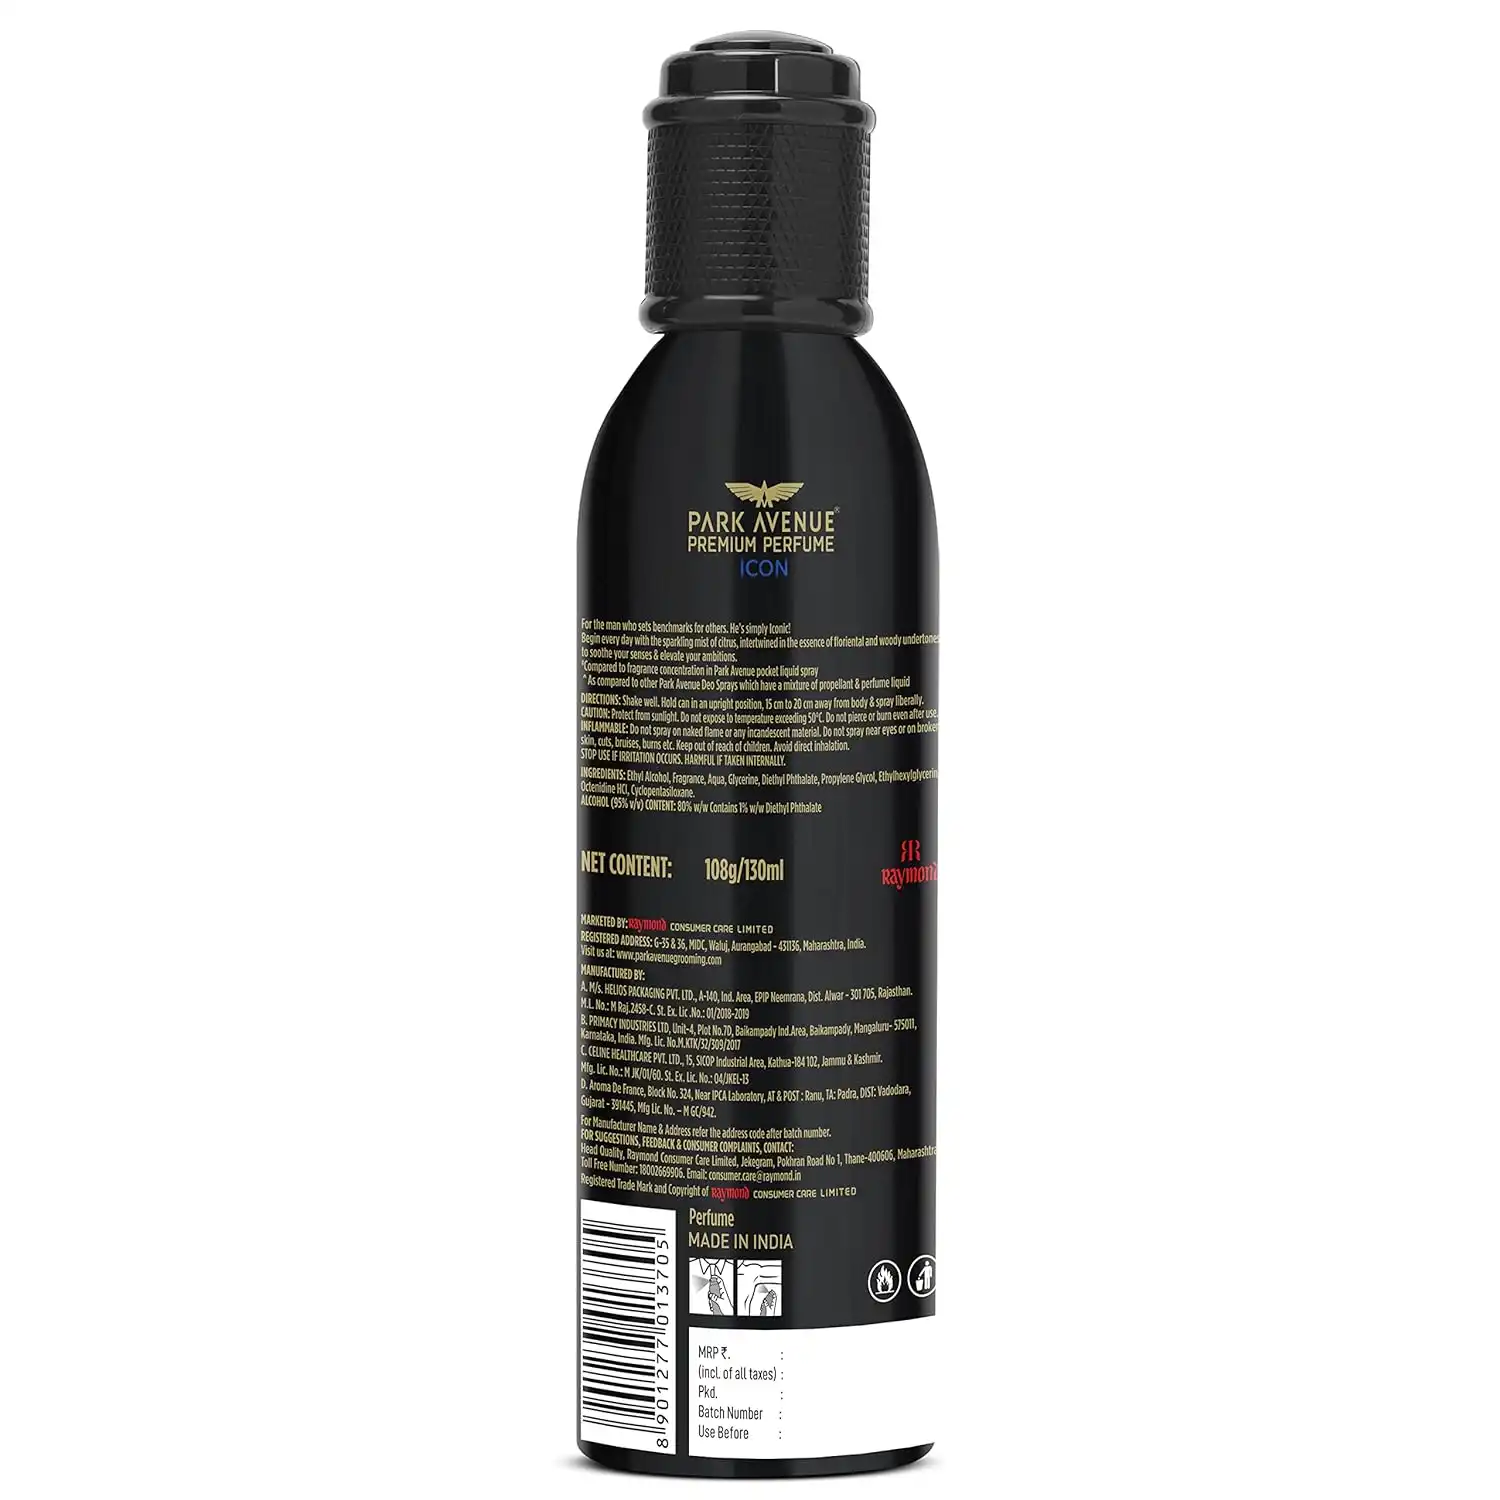 PARK AVENUE®
PREMIUM PERFUME
ICON
For the man who sets benchmarks for others. He's simply Iconic!
Begin every day with the sparkling mist of citrus, intertwined in the essence of floriental and woody undertones
to soothe your senses & elevate your ambitions.
*Compared to fragrance concentration in Park Avenue pocket liquid spray
^As compared to other Park Avenue Deo Sprays which have a mixture of propellant & perfume liquid
DIRECTIONS: Shake well. Hold can in an upright position, 15 cm to 20 cm away from body & spray liberally.
CAUTION: Protect from sunlight. Do not expose to temperature exceeding 50°C. Do not pierce or burn even after use.
INFLAMMABLE: Do not spray on naked flame or any incandescent material. Do not spray near eyes or on broken
skin, cuts, bruises, burns etc. Keep out of reach of children. Avoid direct inhalation.
STOP USE IF IRRITATION OCCURS. HARMFUL IF TAKEN INTERNALLY.
INGREDIENTS: Ethyl Alcohol, Fragrance, Aqua, Glycerine, Diethyl Phthalate, Propylene Glycol, Ethylhexylglycerin,
Octenidine HCl, Cyclopentasiloxane.
ALCOHOL (95% v/v) CONTENT: 80% w/w Contains 1% w/w Diethyl Phthalate
NET CONTENT: 108g/130ml
RR
Raymond
MARKETED BY: Raymond CONSUMER CARE LIMITED
REGISTERED ADDRESS: G-35 & 36, MIDC, Waluj, Aurangabad - 431136, Maharashtra, India.
Visit us at: www.parkavenuegrooming.com
MANUFACTURED BY:
A. M/s. HELIOS PACKAGING PVT. LTD., A-140, Ind. Area, EPIP Neemrana, Dist. Alwar - 301 705, Rajasthan.
M.L. No.: M Raj.2458-C. St. Ex. Lic .No.: 01/2018-2019
B. PRIMACY INDUSTRIES LTD, Unit-4, Plot No.7D, Baikampady Ind.Area, Baikampady, Mangaluru- 575011,
Karnataka, India. Mfg. Lic. No.M.KTK/32/309/2017
C. CELINE HEALTHCARE PVT. LTD., 15, SICOP Industrial Area, Kathua-184 102, Jammu & Kashmir.
Mfg. Lic. No.: M JK/01/60. St. Ex. Lic. No.: 04/JKEL-13
D. Aroma De France, Block No. 324, Near IPCA Laboratory, AT & POST : Ranu, TA: Padra, DIST: Vadodara,
Gujarat - 391445, Mfg Lic. No. – M GC/942.
For Manufacturer Name & Address refer the address code after batch number.
FOR SUGGESTIONS, FEEDBACK & CONSUMER COMPLAINTS, CONTACT:
Head Quality, Raymond Consumer Care Limited, Jekegram, Pokhran Road No 1, Thane-400606, Maharashtra
Toll Free Number: 18002669906. Email: consumer.care@raymond.in
Registered Trade Mark and Copyright of Raymond CONSUMER CARE LIMITED
Perfume
MADE IN INDIA
8 901277 013705
MRP ₹. :
(incl. of all taxes) :
Pkd. :
Batch Number :
Use Before :